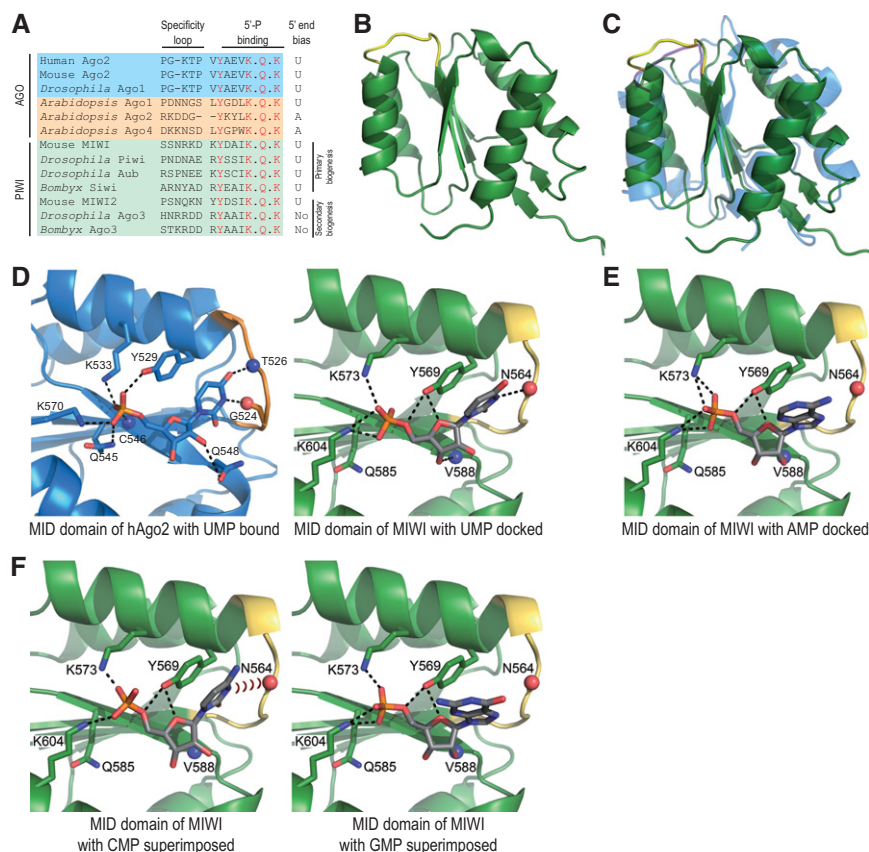 A
Specificity loop
5'-P binding
5' end bias
AGO
Human Ago2 PG-KTP VYAEVK.Q.K U
Mouse Ago2 PG-KTP VYAEVK.Q.K U
Drosophila Ago1 PG-KTP VYAEVK.Q.K U
Arabidopsis Ago1 PDNNGS LYGDLK.Q.K U
Arabidopsis Ago2 RKDDG- -YKYLK.Q.K A
Arabidopsis Ago4 DKKNSD LYGPWK.Q.K A
PIWI
Mouse MIWI SSNRKD KYDAIK.Q.K U
Drosophila Piwi PNDNAE RYSSIK.Q.K U
Drosophila Aub RSPNEE KYSCIK.Q.K U
Bombyx Siwi ARNYAD REAIK.Q.K U
Mouse MIWI2 PSNQKN YYDSIK.Q.K U
Drosophila Ago3 HNRRDD RYAAIK.Q.K No
Bombyx Ago3 STKRDD RYAAIK.Q.K No
Primary biogenesis
Secondary biogenesis
B
C
D
K533
Y529
T526
K570
G524
C546
Q545
Q548
MID domain of hAgo2 with UMP bound
K573
Y569
N564
K604
Q585
V588
MID domain of MIWI with UMP docked
E
K573
Y569
N564
K604
Q585
V588
MID domain of MIWI with AMP docked
F
K573
Y569
N564
K604
Q585
V588
MID domain of MIWI
with CMP superimposed
K573
Y569
N564
K604
Q585
V588
MID domain of MIWI
with GMP superimposed